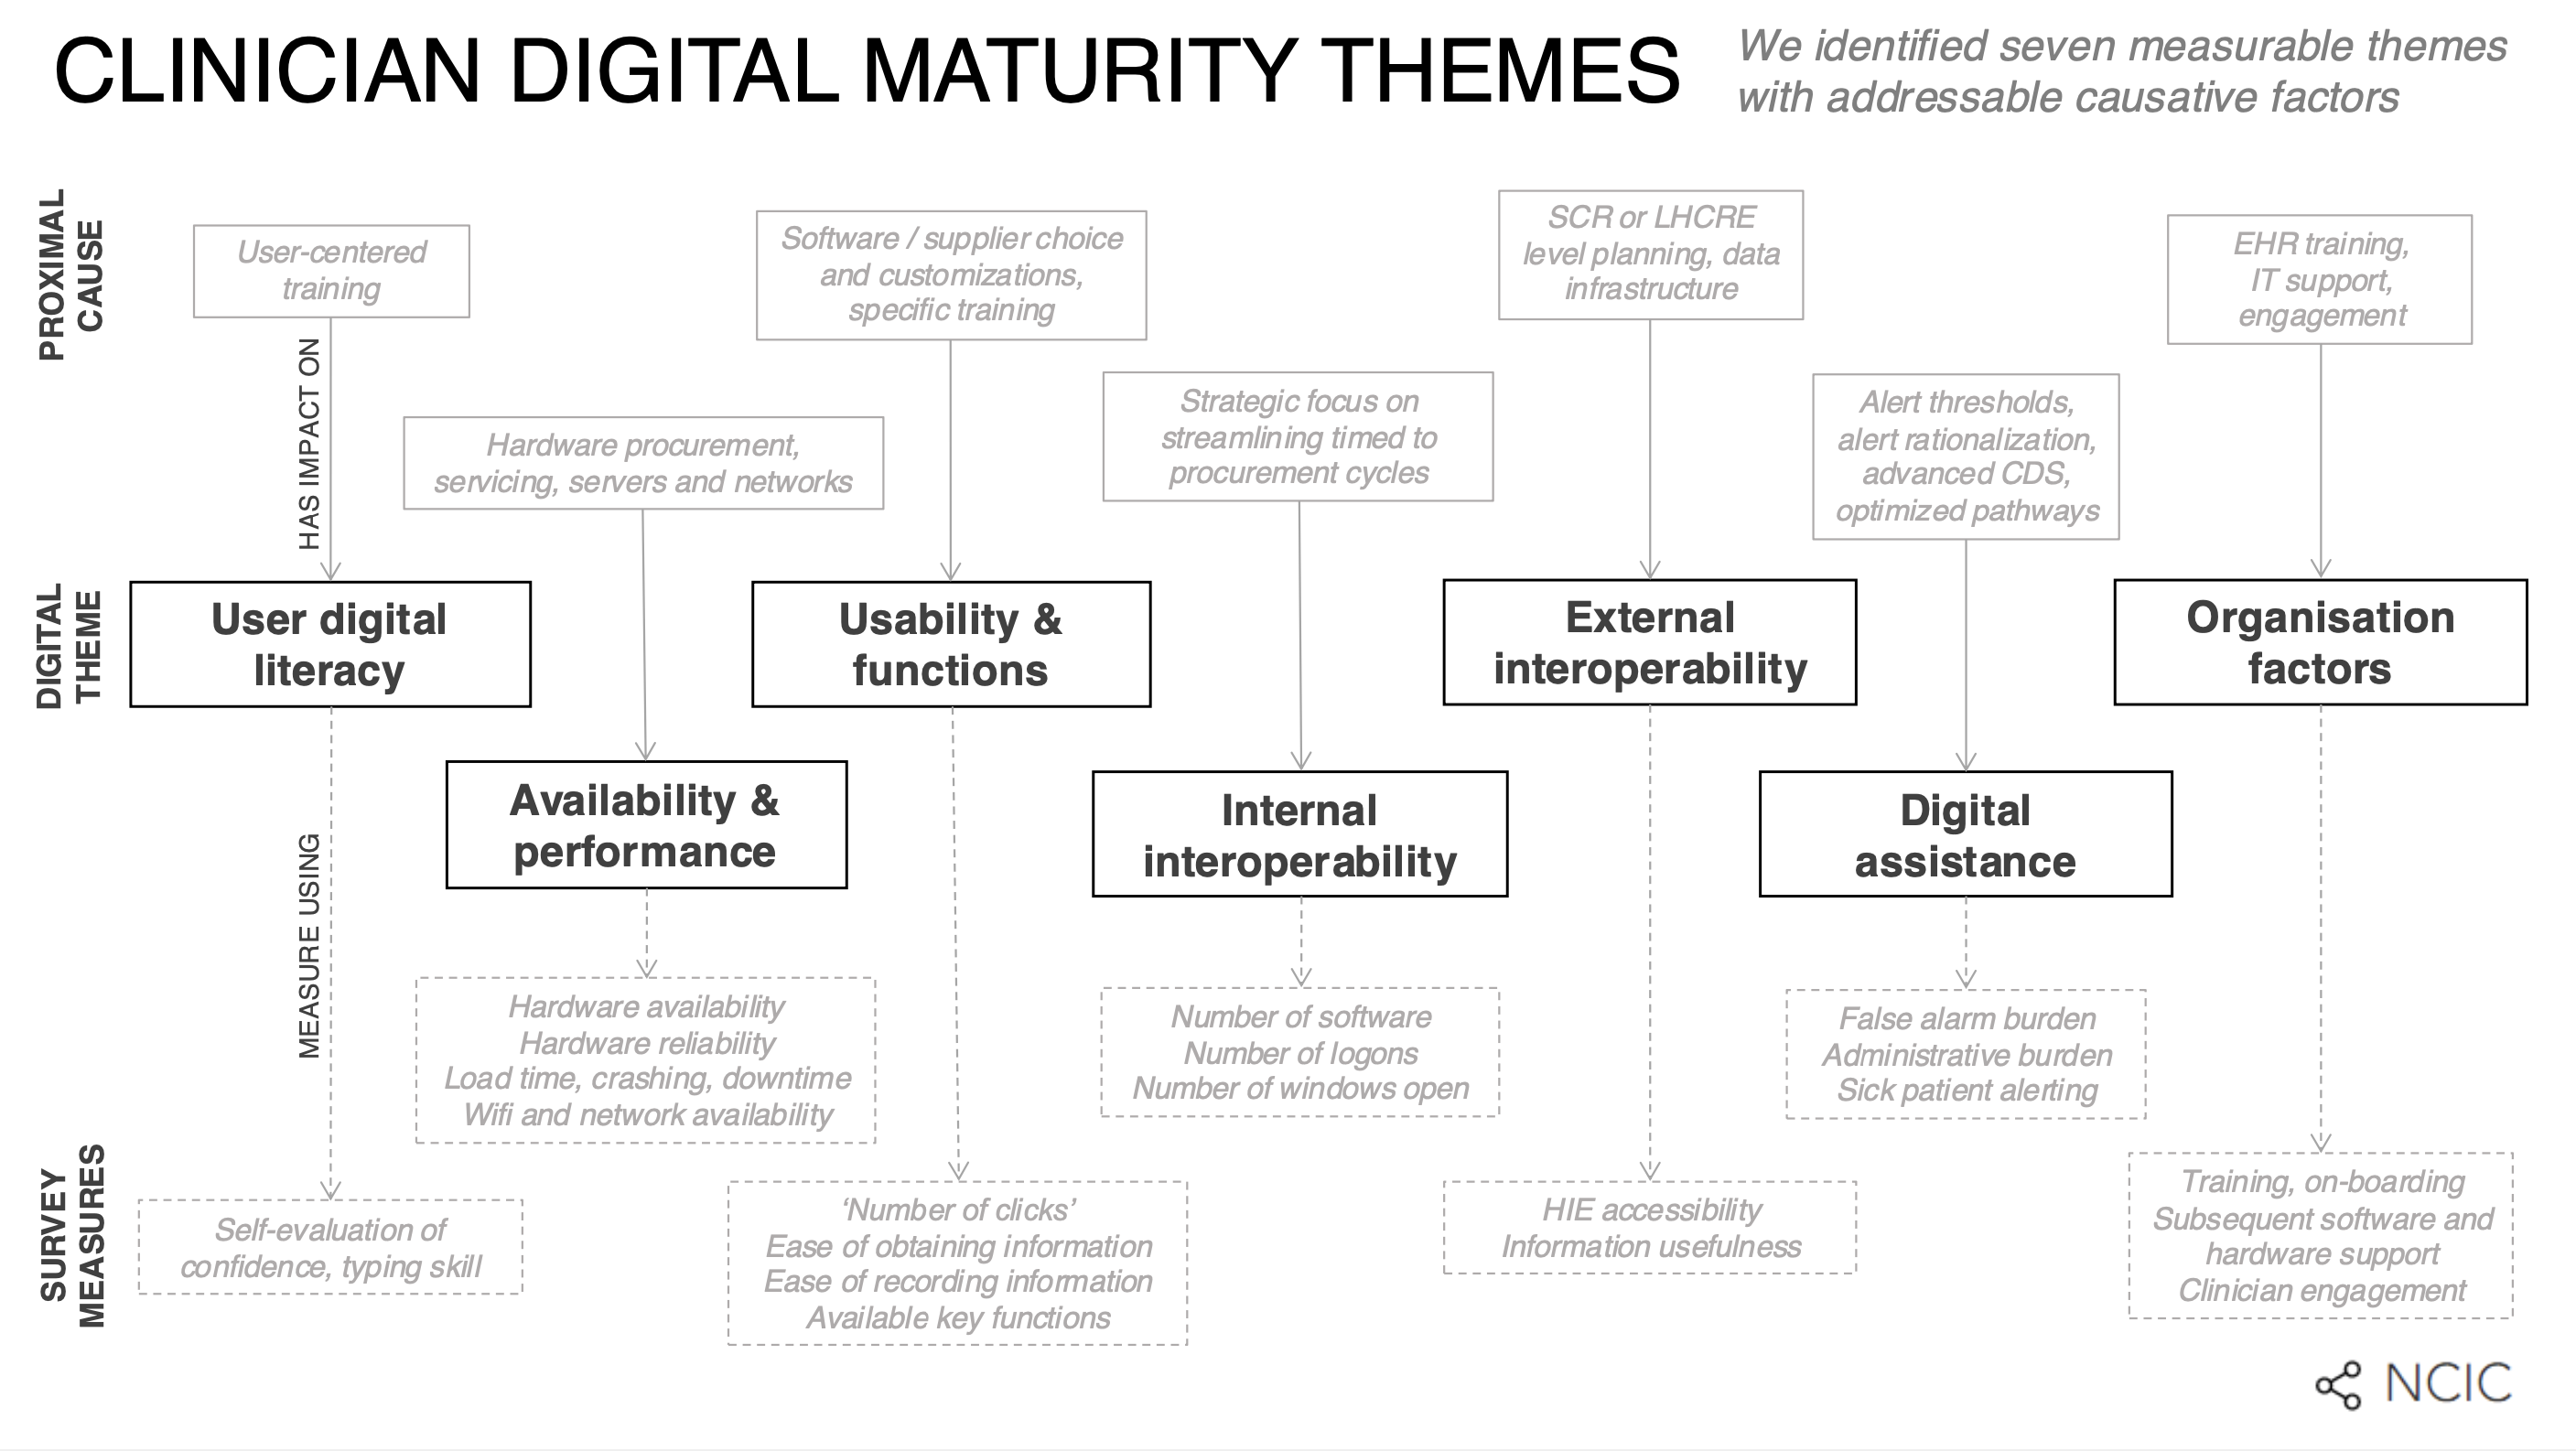 CLINICIAN DIGITAL MATURITY THEMES
We identified seven measurable themes
with addressable causative factors
PROXIMAL
CAUSE
User-centered
training
Software / supplier choice
and customizations,
specific training
SCR or LHCRE
level planning, data
infrastructure
EHR training,
IT support,
engagement
HAS IMPACT ON
Hardware procurement,
servicing, servers and networks
Strategic focus on
streamlining timed to
procurement cycles
Alert thresholds,
alert rationalization,
advanced CDS,
optimized pathways
DIGITAL
THEME
User digital
literacy
Usability &
functions
External
interoperability
Organisation
factors
Availability &
performance
Internal
interoperability
Digital
assistance
MEASURE USING
Hardware availability
Hardware reliability
Load time, crashing, downtime
Wifi and network availability
Number of software
Number of logons
Number of windows open
False alarm burden
Administrative burden
Sick patient alerting
SURVEY
MEASURES
Self-evaluation of
confidence, typing skill
‘Number of clicks’
Ease of obtaining information
Ease of recording information
Available key functions
HIE accessibility
Information usefulness
Training, on-boarding
Subsequent software and
hardware support
Clinician engagement
NCIC